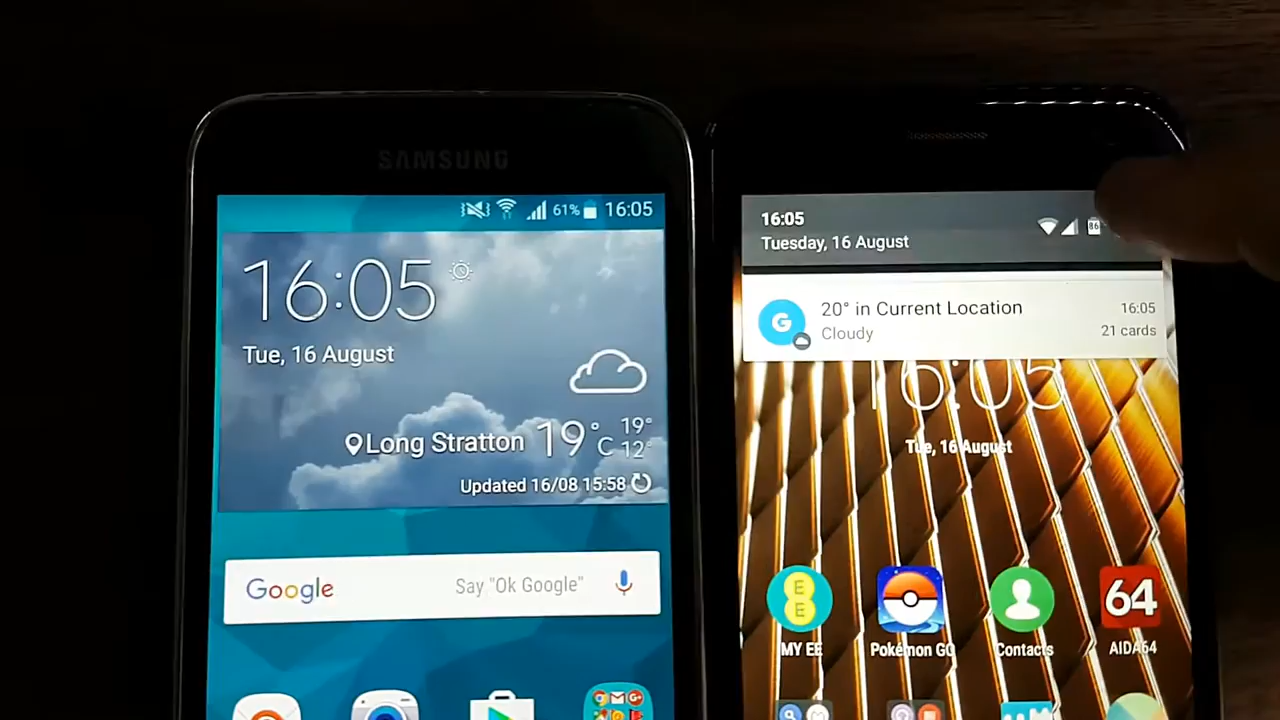 SAMSUNG
61% 16:05
16:05
Tue, 16 August
Long Stratton 19°C 19° 12°
Updated 16/08 15:58
Google Say "Ok Google"
16:05
Tuesday, 16 August
86
20° in Current Location 16:05
Cloudy 21 cards
G
16:05
Tue, 16 August
E
E
64
MY EE Pokémon GO Contacts AIDA64